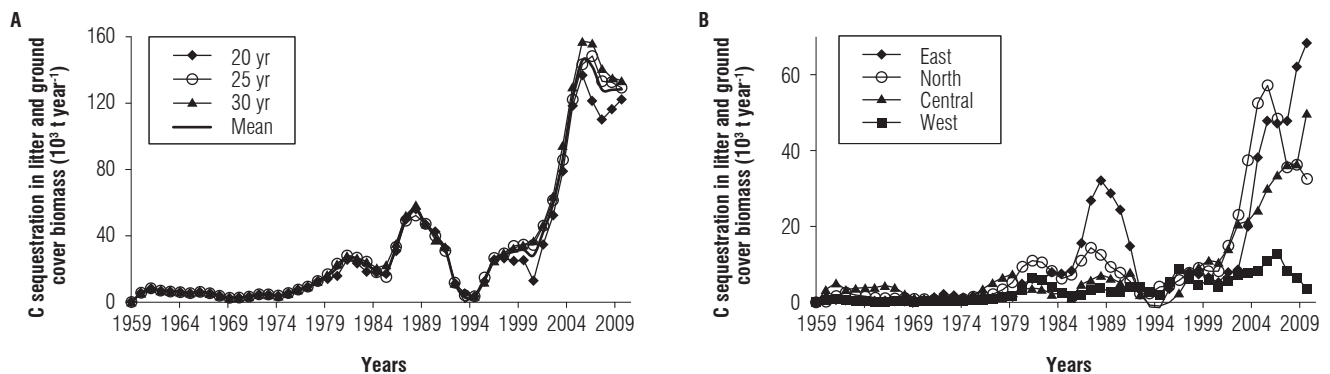 A
C sequestration in litter and ground
cover biomass (10³ t year⁻¹)
160
120
80
40
0
20 yr
25 yr
30 yr
Mean
1959 1964 1969 1974 1979 1984 1989 1994 1999 2004 2009
Years
B
C sequestration in litter and ground
cover biomass (10³ t year⁻¹)
60
40
20
0
East
North
Central
West
1959 1964 1969 1974 1979 1984 1989 1994 1999 2004 2009
Years